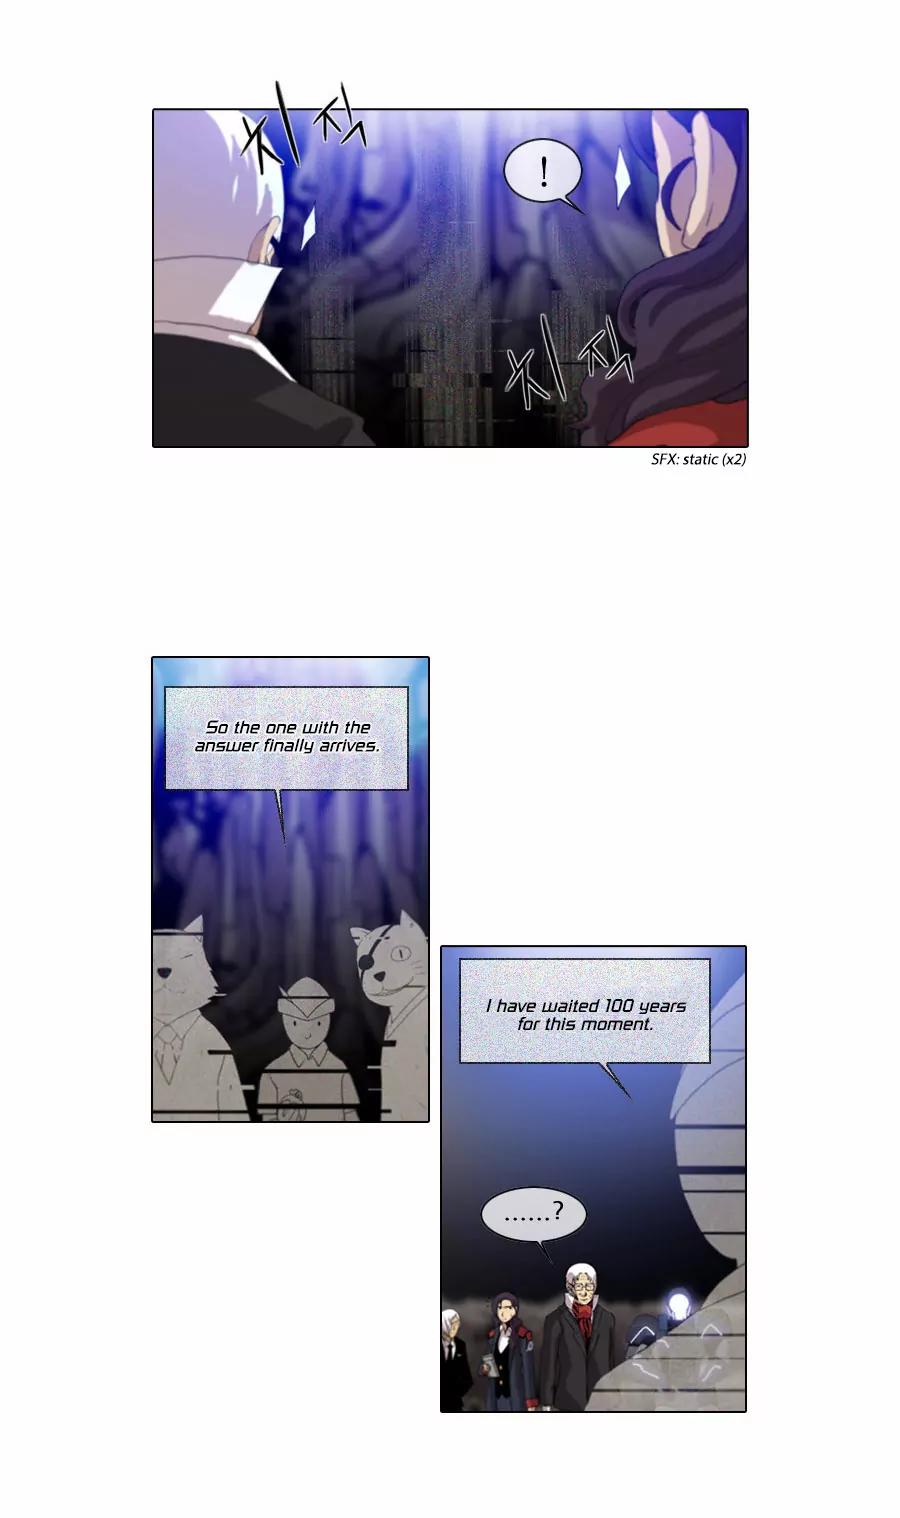 치직
!
치직
SFX: static (x2)
So the one with the
answer finally arrives.
I have waited 100 years
for this moment.
......?